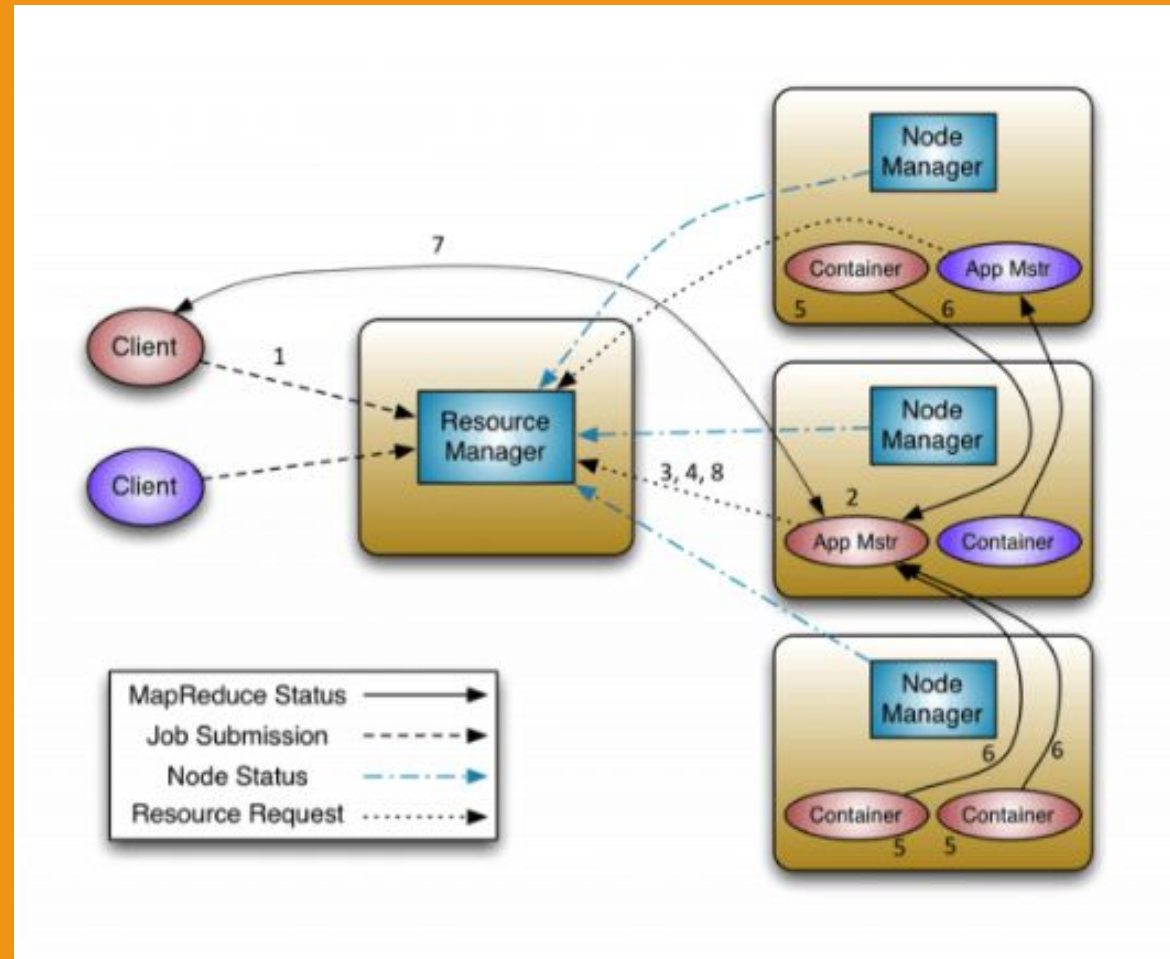 Node
Manager
7
Container
App Mstr
5
6
Client
1
Resource
Manager
Node
Manager
3, 4, 8
2
Client
App Mstr
Container
Node
Manager
MapReduce Status
Job Submission
Node Status
Resource Request
6
6
Container
Container
5
5